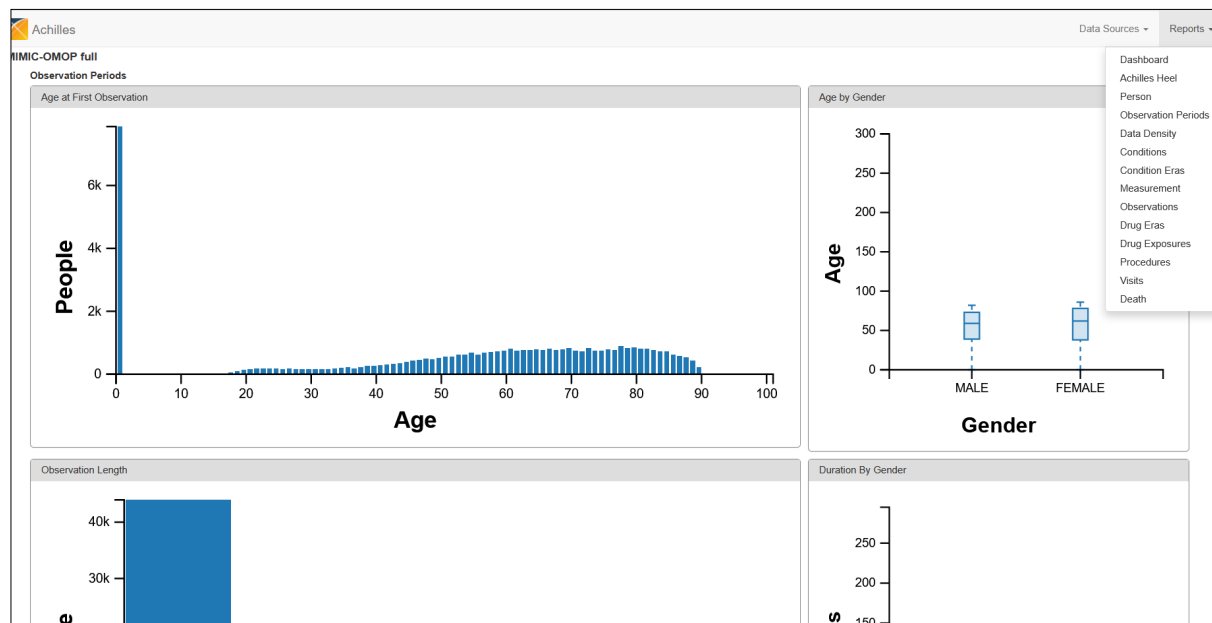 Achilles
Data Sources
Reports
MIMIC-OMOP full
Observation Periods
Dashboard
Achilles Heel
Person
Observation Periods
Data Density
Conditions
Condition Eras
Measurement
Observations
Drug Eras
Drug Exposures
Procedures
Visits
Death
Age at First Observation
6k
4k
2k
0
People
0 10 20 30 40 50 60 70 80 90 100
Age
Age by Gender
300
250
200
150
100
50
0
Age
MALE FEMALE
Gender
Observation Length
40k
30k
Duration By Gender
250
200
150